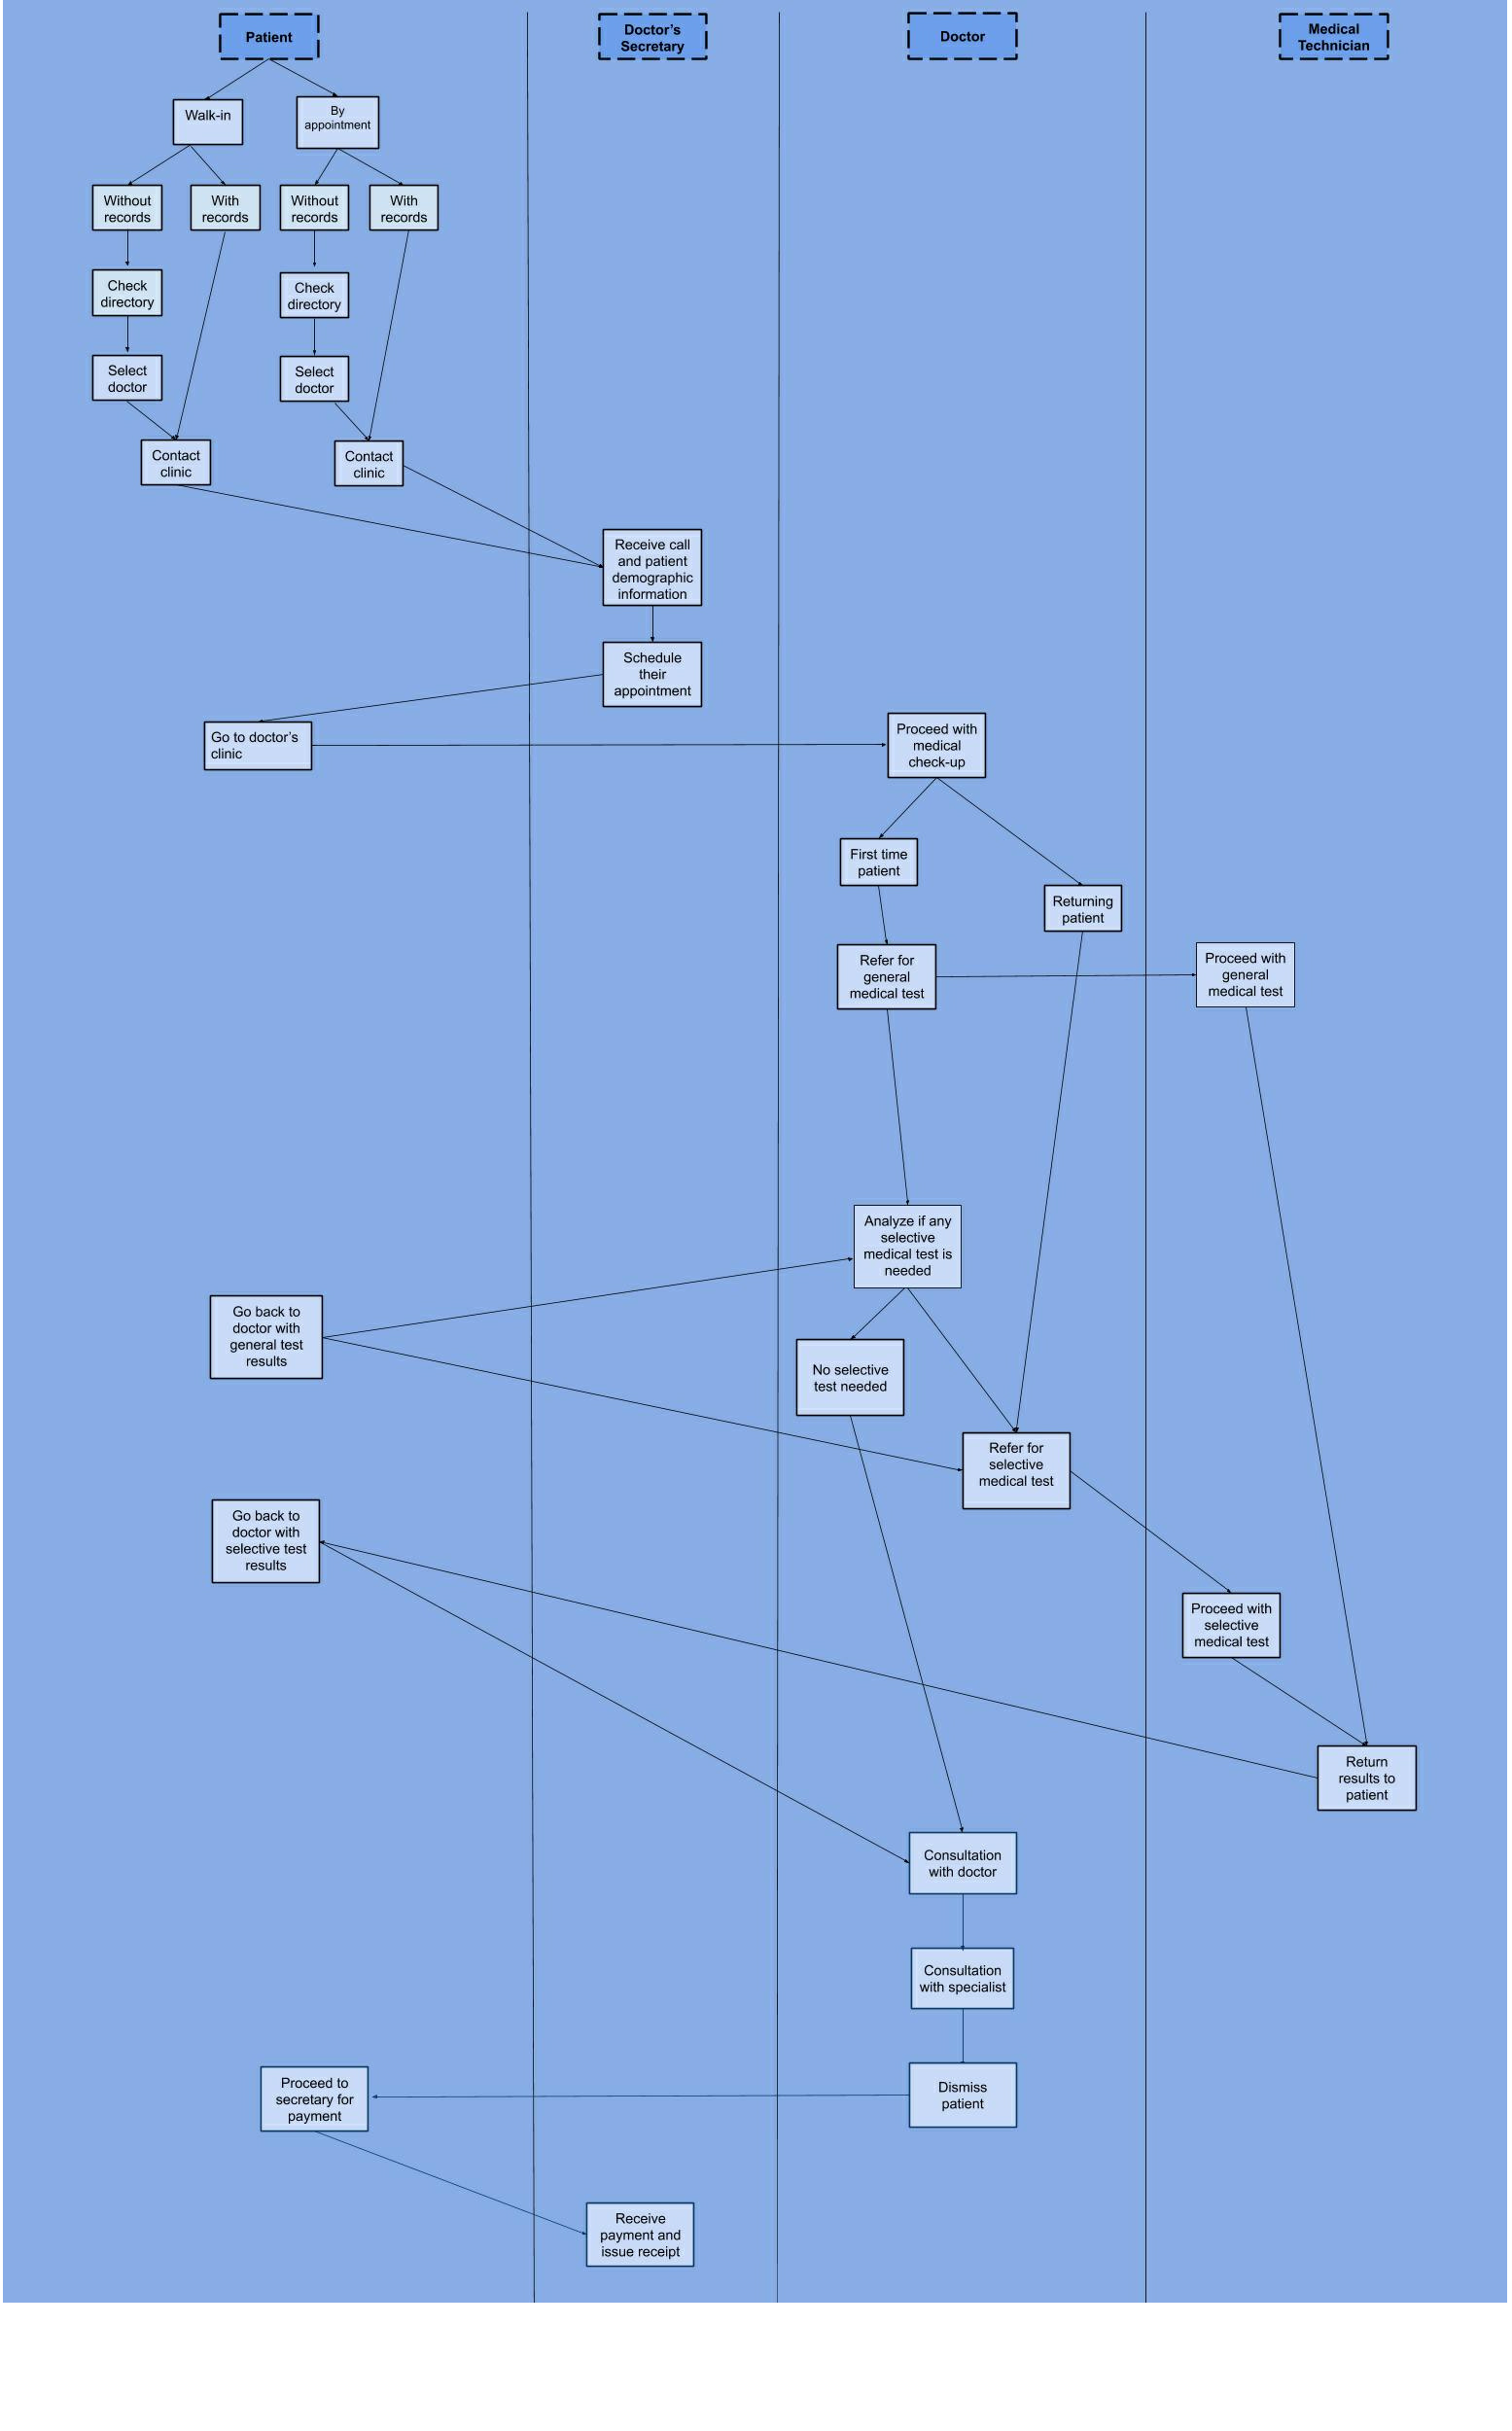 Patient
Doctor’s
Secretary
Doctor
Medical
Technician
Walk-in
By
appointment
Without
records
With
records
Without
records
With
records
Check
directory
Check
directory
Select
doctor
Select
doctor
Contact
clinic
Contact
clinic
Receive call
and patient
demographic
information
Schedule
their
appointment
Go to doctor’s
clinic
Proceed with
medical
check-up
First time
patient
Returning
patient
Refer for
general
medical test
Proceed with
general
medical test
Analyze if any
selective
medical test is
needed
Go back to
doctor with
general test
results
No selective
test needed
Refer for
selective
medical test
Go back to
doctor with
selective test
results
Proceed with
selective
medical test
Return
results to
patient
Consultation
with doctor
Consultation
with specialist
Proceed to
secretary for
payment
Dismiss
patient
Receive
payment and
issue receipt